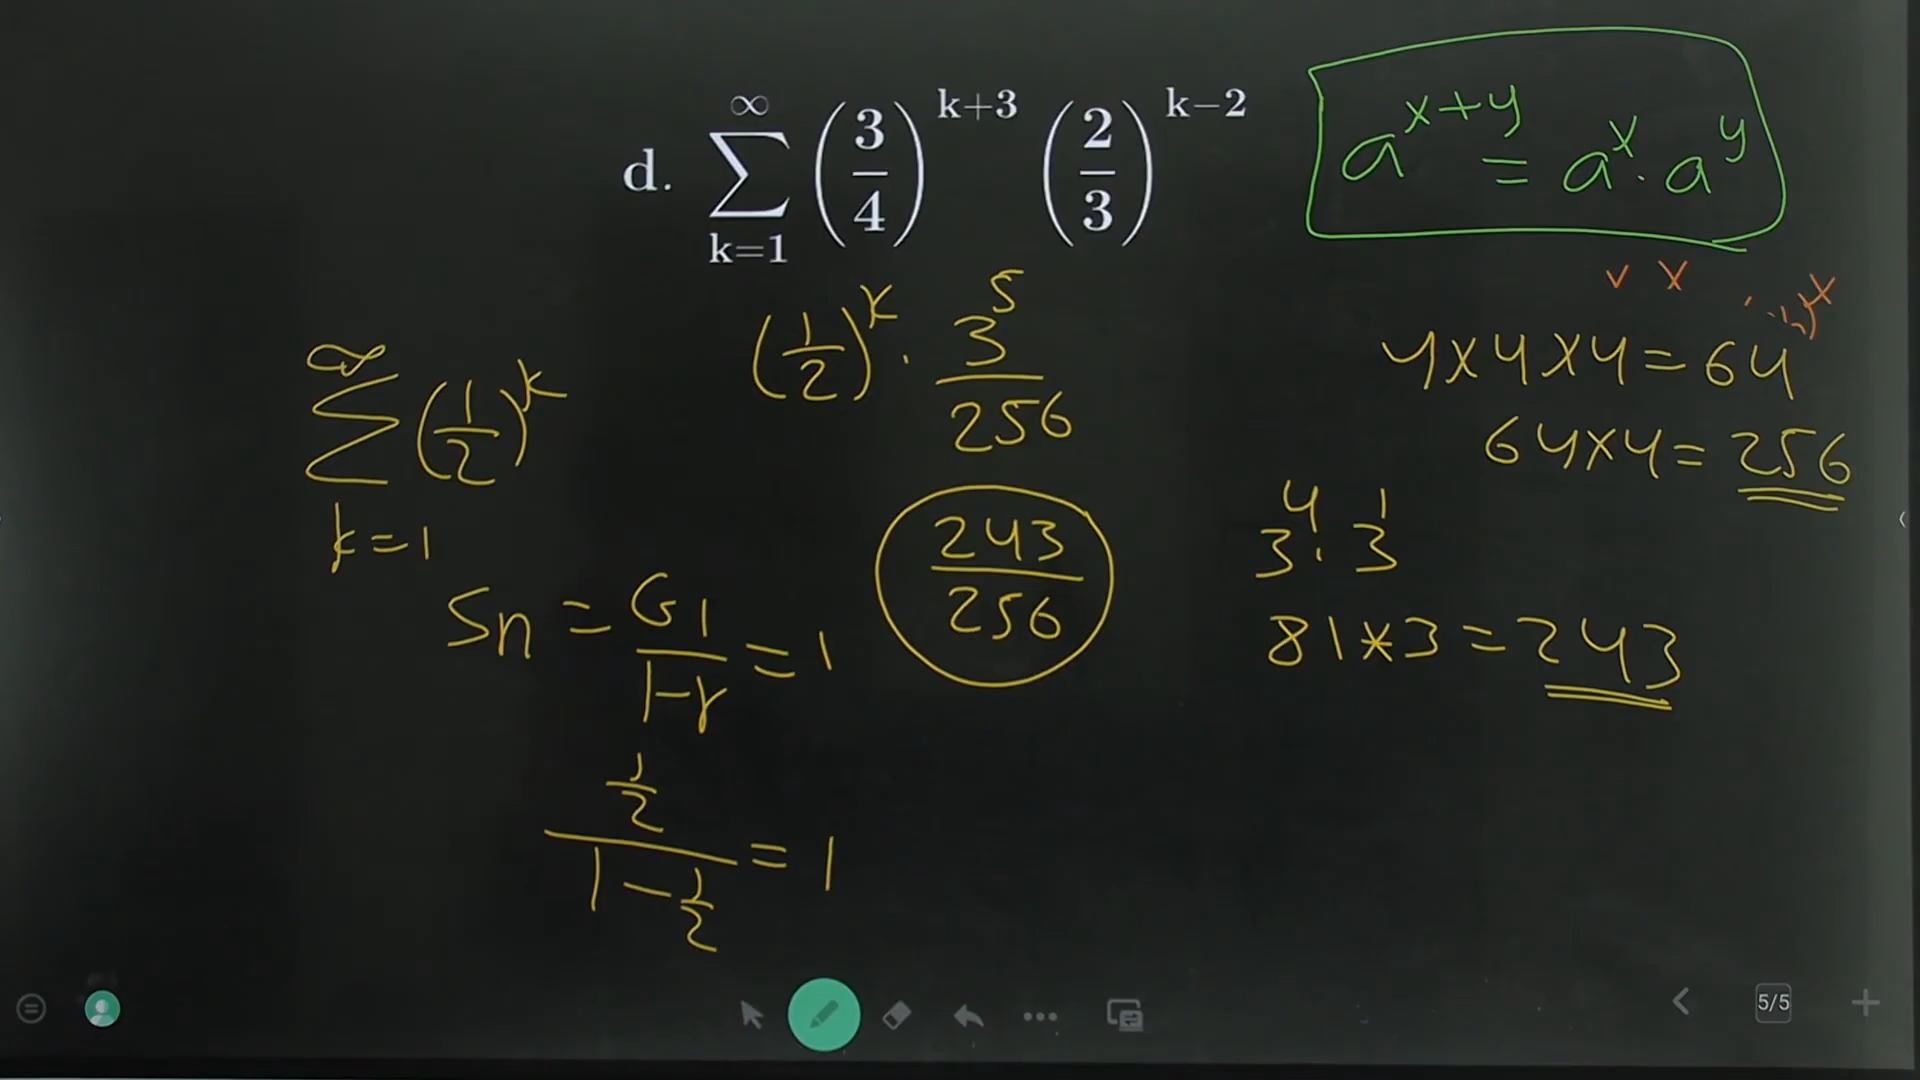 d. ∞ ∑ k=1 (3/4)^(k+3) (2/3)^(k−2)
a^(x+y) = a^x · a^y
(1/2)^k · 3^5/256
∞ ∑ k=1 (1/2)^k
4x4x4=64
64x4=256
243/256
3^4 · 3^1
81*3=243
Sn = G1/(1-r) = 1
(1/2)/(1-1/2) = 1
5/5